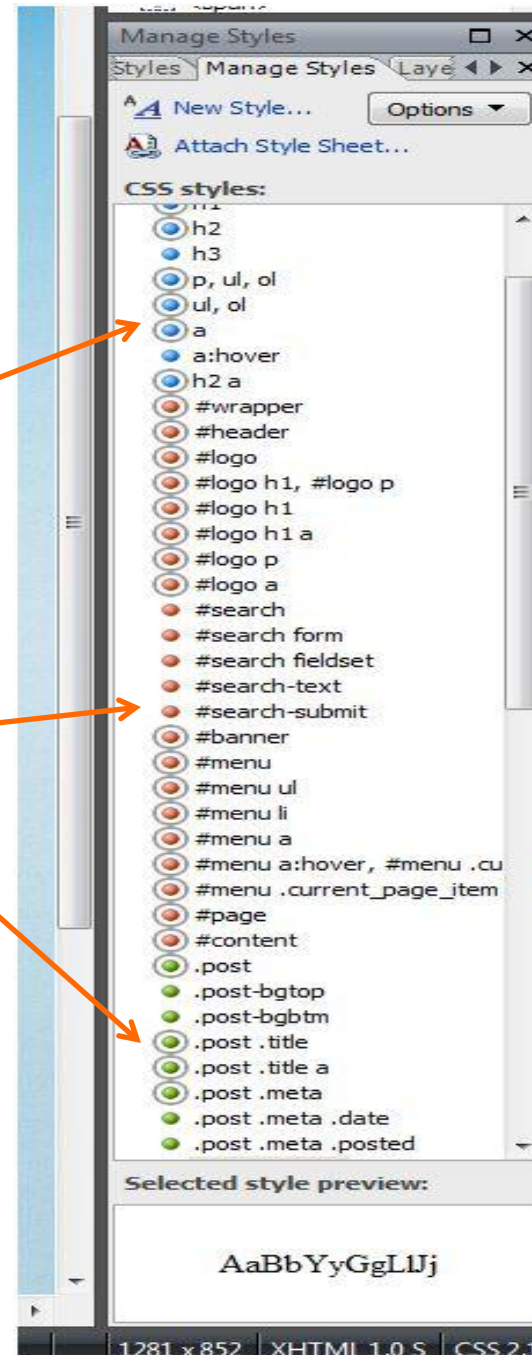 Manage Styles
Styles Manage Styles Laye
New Style... Options
Attach Style Sheet...
CSS styles:
h1
h2
h3
p, ul, ol
ul, ol
a
a:hover
h2 a
#wrapper
#header
#logo
#logo h1, #logo p
#logo h1
#logo h1 a
#logo p
#logo a
#search
#search form
#search fieldset
#search-text
#search-submit
#banner
#menu
#menu ul
#menu li
#menu a
#menu a:hover, #menu .cu
#menu .current_page_item
#page
#content
.post
.post-bgtop
.post-bgbtm
.post .title
.post .title a
.post .meta
.post .meta .date
.post .meta .posted
Selected style preview:
AaBbYyGgLlJj
1281 x 852 XHTML 1.0 S CSS 2.